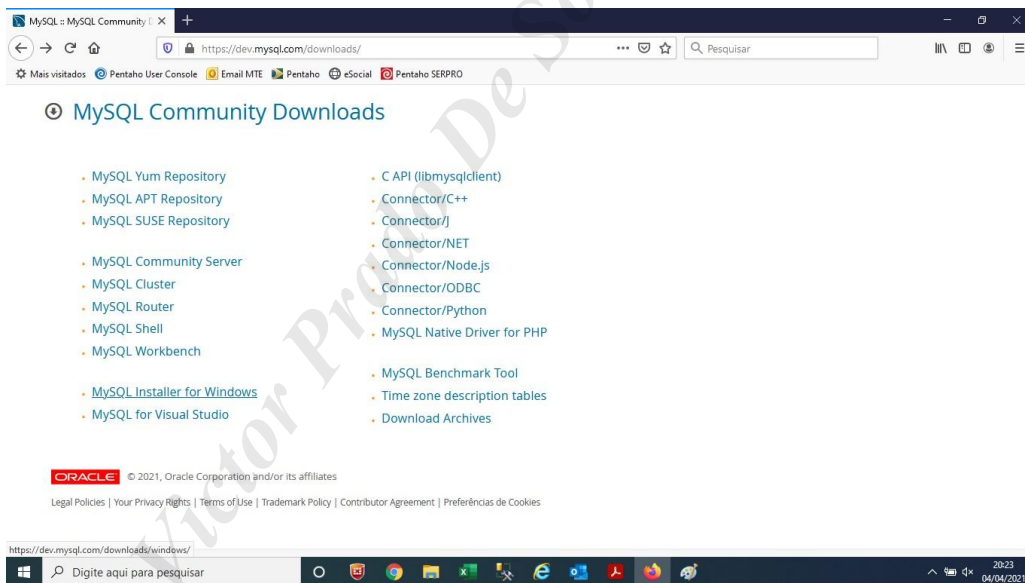 MySQL :: MySQL Community D
https://dev.mysql.com/downloads/
Pesquisar
Mais visitados Pentaho User Console Email MTE Pentaho eSocial Pentaho SERPRO
MySQL Community Downloads
MySQL Yum Repository
MySQL APT Repository
MySQL SUSE Repository
MySQL Community Server
MySQL Cluster
MySQL Router
MySQL Shell
MySQL Workbench
MySQL Installer for Windows
MySQL for Visual Studio
C API (libmysqlclient)
Connector/C++
Connector/J
Connector/NET
Connector/Node.js
Connector/ODBC
Connector/Python
MySQL Native Driver for PHP
MySQL Benchmark Tool
Time zone description tables
Download Archives
ORACLE © 2021, Oracle Corporation and/or its affiliates
Legal Policies | Your Privacy Rights | Terms of Use | Trademark Policy | Contributor Agreement | Preferências de Cookies
https://dev.mysql.com/downloads/windows/
Digite aqui para pesquisar
20:23
04/04/2021
Victor Prado De